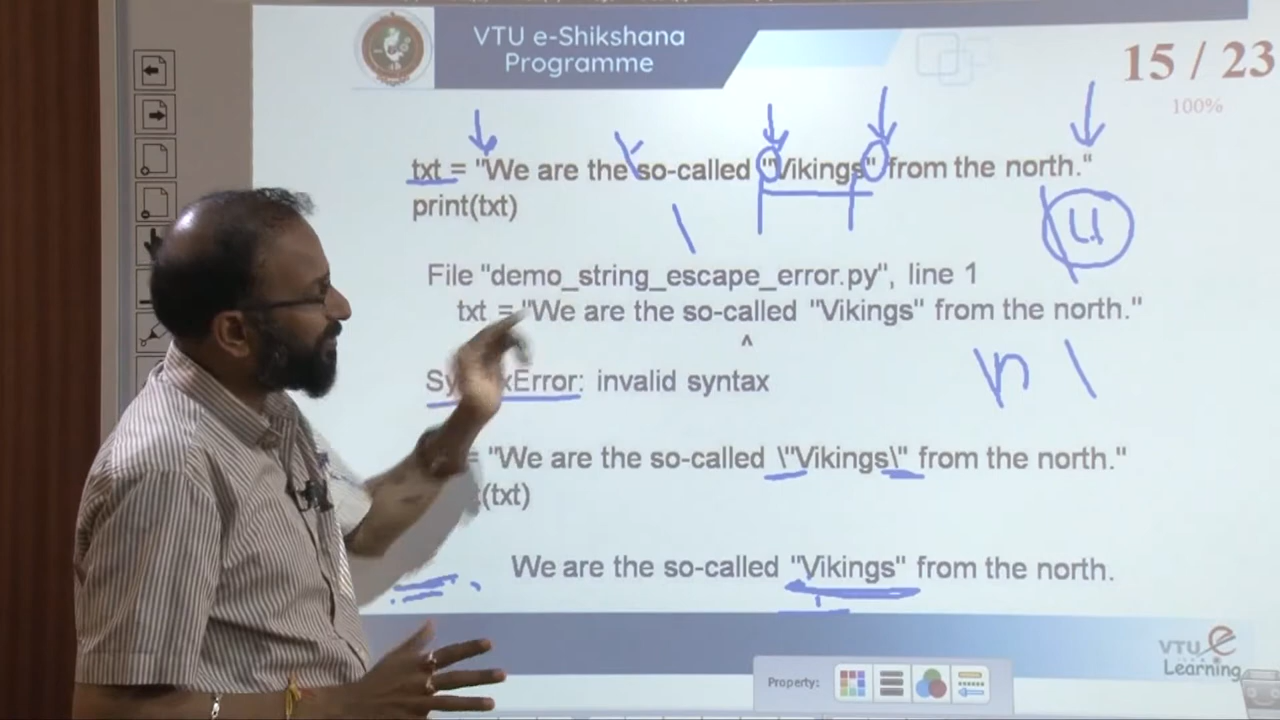 VTU e-Shikshana
Programme
15 / 23
100%
txt = "We are the so-called "Vikings" from the north."
print(txt)
\
U
File "demo_string_escape_error.py", line 1
txt = "We are the so-called "Vikings" from the north."
^
\n \
SyntaxError: invalid syntax
= "We are the so-called \"Vikings\" from the north."
(txt)
We are the so-called "Vikings" from the north.
VTU e
Learning
Property: